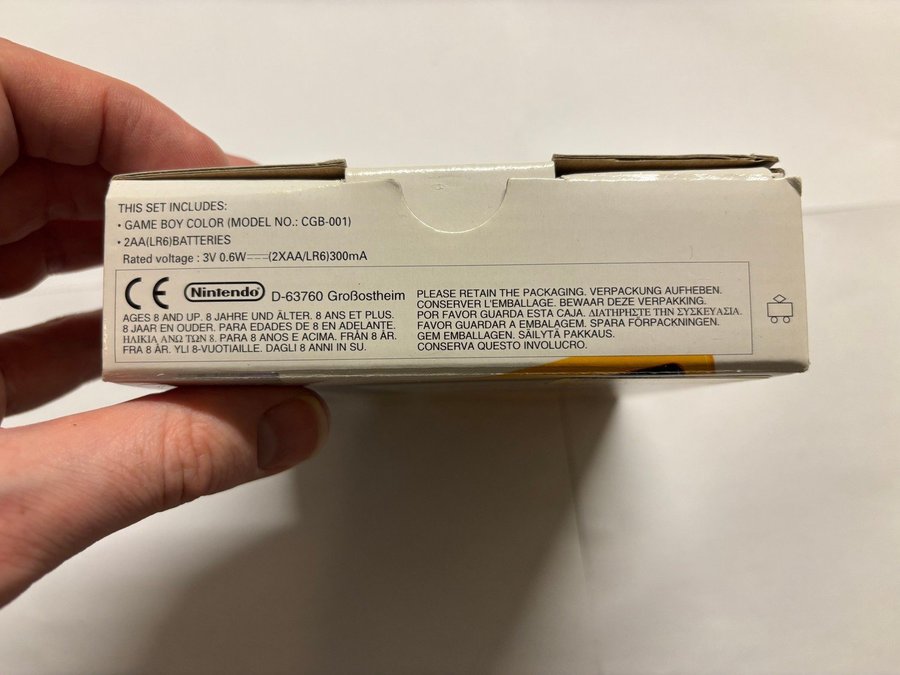 THIS SET INCLUDES:
• GAME BOY COLOR (MODEL NO.: CGB-001)
• 2AA(LR6)BATTERIES
Rated voltage : 3V 0.6W⎓(2XAA/LR6)300mA
CE Nintendo D-63760 Großostheim
AGES 8 AND UP. 8 JAHRE UND ÄLTER. 8 ANS ET PLUS.
8 JAAR EN OUDER. PARA EDADES DE 8 EN ADELANTE.
ΗΛΙΚΙΑ ΑΝΩ ΤΩΝ 8. PARA 8 ANOS E ACIMA. FRÅN 8 ÅR.
FRA 8 ÅR. YLI 8-VUOTIAILLE. DAGLI 8 ANNI IN SU.
PLEASE RETAIN THE PACKAGING. VERPACKUNG AUFHEBEN.
CONSERVER L'EMBALLAGE. BEWAAR DEZE VERPAKKING.
POR FAVOR GUARDA ESTA CAJA. ΔΙΑΤΗΡΗΣΤΕ ΤΗΝ ΣΥΣΚΕΥΑΣΙΑ.
FAVOR GUARDAR A EMBALAGEM. SPARA FÖRPACKNINGEN.
GEM EMBALLAGEN. SÄILYTÄ PAKKAUS.
CONSERVA QUESTO INVOLUCRO.